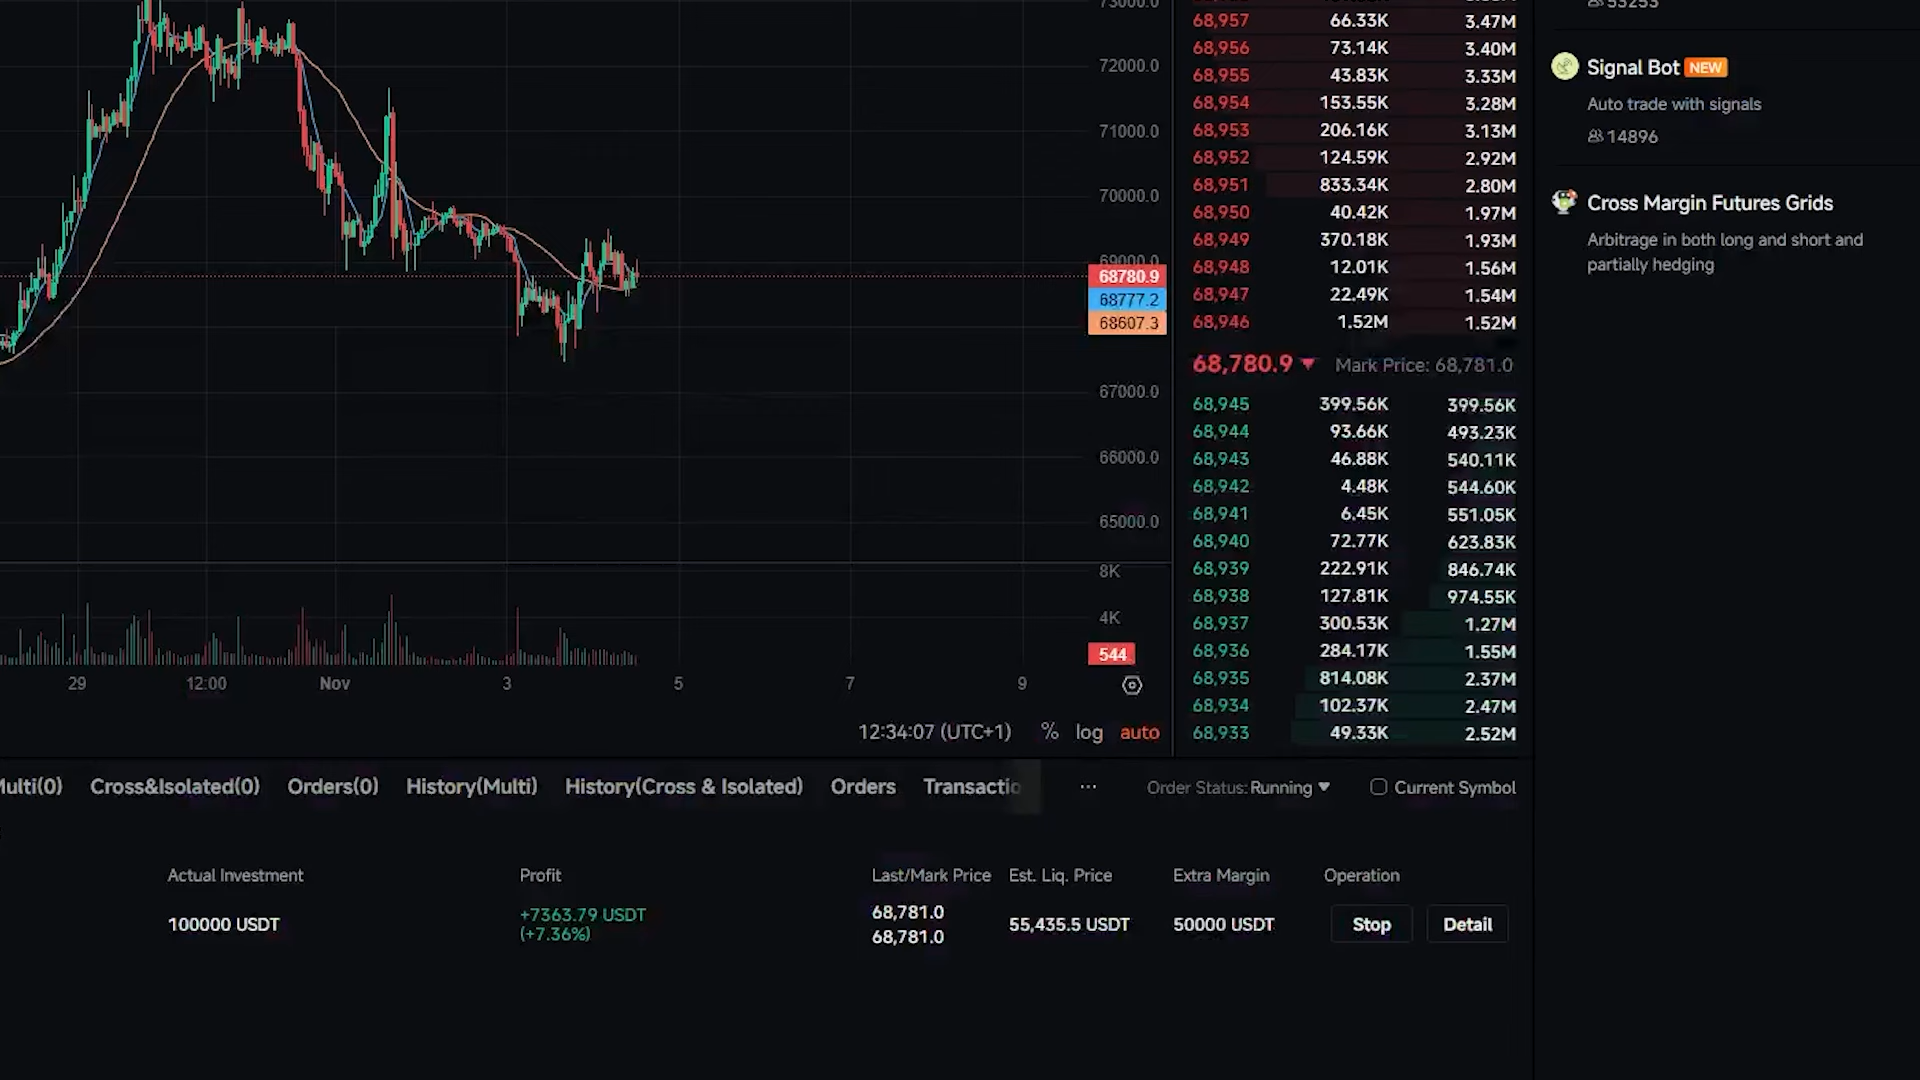 73000.0
72000.0
71000.0
70000.0
69000.0
68780.9
68777.2
68607.3
67000.0
66000.0
65000.0
8K
4K
544
29 12:00 Nov 3 5 7 9
12:34:07 (UTC+1) % log auto
68,957 66.33K 3.47M
68,956 73.14K 3.40M
68,955 43.83K 3.33M
68,954 153.55K 3.28M
68,953 206.16K 3.13M
68,952 124.59K 2.92M
68,951 833.34K 2.80M
68,950 40.42K 1.97M
68,949 370.18K 1.93M
68,948 12.01K 1.56M
68,947 22.49K 1.54M
68,946 1.52M 1.52M
68,780.9 Mark Price: 68,781.0
68,945 399.56K 399.56K
68,944 93.66K 493.23K
68,943 46.88K 540.11K
68,942 4.48K 544.60K
68,941 6.45K 551.05K
68,940 72.77K 623.83K
68,939 222.91K 846.74K
68,938 127.81K 974.55K
68,937 300.53K 1.27M
68,936 284.17K 1.55M
68,935 814.08K 2.37M
68,934 102.37K 2.47M
68,933 49.33K 2.52M
53253
Signal Bot NEW
Auto trade with signals
14896
Cross Margin Futures Grids
Arbitrage in both long and short and
partially hedging
Multi(0) Cross&Isolated(0) Orders(0) History(Multi) History(Cross & Isolated) Orders Transactio ... Order Status: Running Current Symbol
Actual Investment Profit Last/Mark Price Est. Liq. Price Extra Margin Operation
100000 USDT +7363.79 USDT 68,781.0 55,435.5 USDT 50000 USDT Stop Detail
(+7.36%) 68,781.0